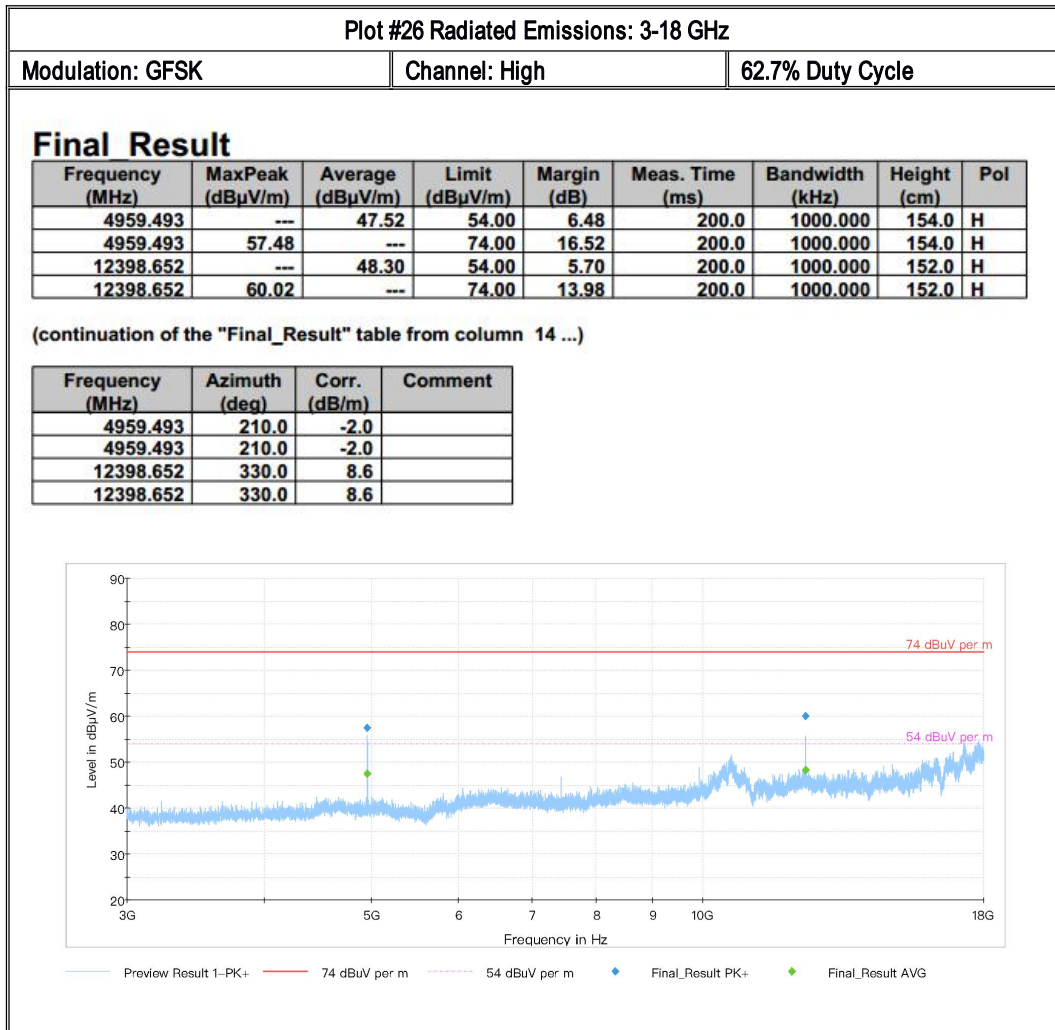 Plot #26 Radiated Emissions: 3-18 GHz
Modulation: GFSK Channel: High 62.7% Duty Cycle
Final_Result
Frequency MaxPeak Average Limit Margin Meas. Time Bandwidth Height Pol
(MHz) (dBµV/m) (dBµV/m) (dBµV/m) (dB) (ms) (kHz) (cm)
4959.493 --- 47.52 54.00 6.48 200.0 1000.000 154.0 H
4959.493 57.48 --- 74.00 16.52 200.0 1000.000 154.0 H
12398.652 --- 48.30 54.00 5.70 200.0 1000.000 152.0 H
12398.652 60.02 --- 74.00 13.98 200.0 1000.000 152.0 H
(continuation of the "Final_Result" table from column 14 ...)
Frequency Azimuth Corr. Comment
(MHz) (deg) (dB/m)
4959.493 210.0 -2.0
4959.493 210.0 -2.0
12398.652 330.0 8.6
12398.652 330.0 8.6
90
80
74 dBuV per m
70
60
54 dBuV per m
50
40
30
20
Level in dBµV/m
3G 5G 6 7 8 9 10G 18G
Frequency in Hz
Preview Result 1-PK+ 74 dBuV per m 54 dBuV per m Final_Result PK+ Final_Result AVG